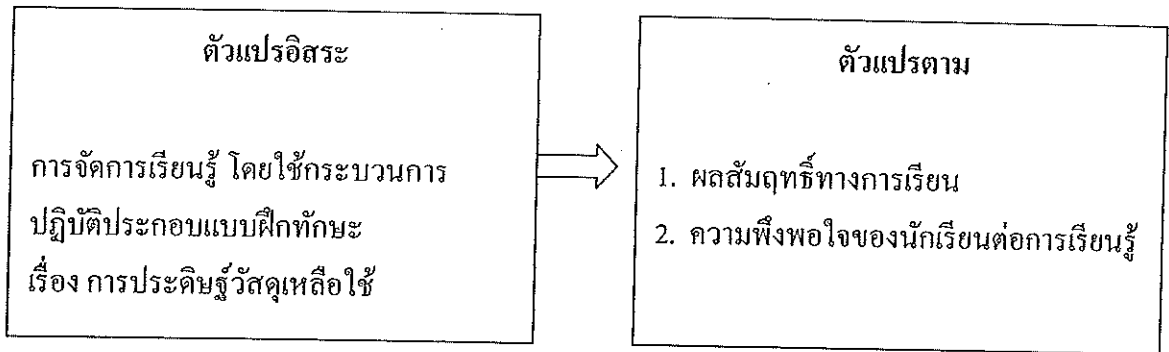 ตัวแปรอิสระ
การจัดการเรียนรู้ โดยใช้กระบวนการ
ปฏิบัติประกอบแบบฝึกทักษะ
เรื่อง การประดิษฐ์วัสดุเหลือใช้
ตัวแปรตาม
1. ผลสัมฤทธิ์ทางการเรียน
2. ความพึงพอใจของนักเรียนต่อการเรียนรู้